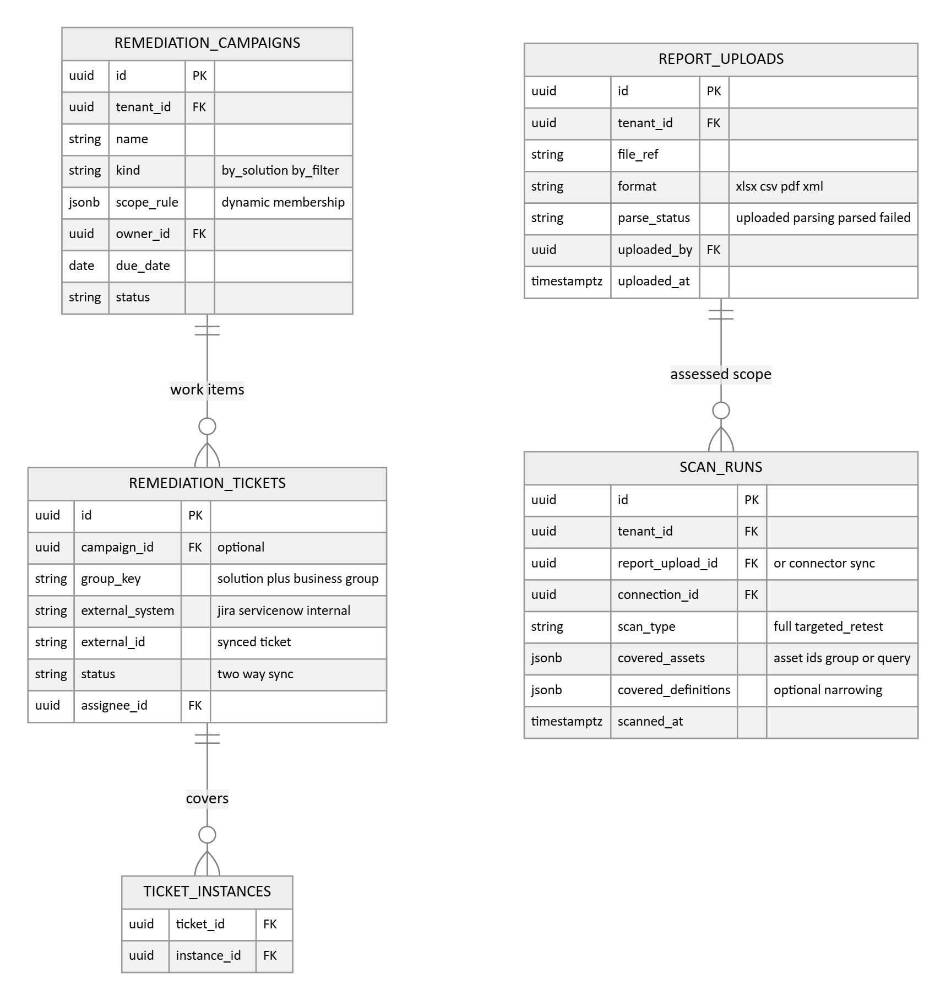 REMEDIATION_CAMPAIGNS
uuid id PK
uuid tenant_id FK
string name
string kind by_solution by_filter
jsonb scope_rule dynamic membership
uuid owner_id FK
date due_date
string status
work items
REMEDIATION_TICKETS
uuid id PK
uuid campaign_id FK optional
string group_key solution plus business group
string external_system jira servicenow internal
string external_id synced ticket
string status two way sync
uuid assignee_id FK
covers
TICKET_INSTANCES
uuid ticket_id FK
uuid instance_id FK
REPORT_UPLOADS
uuid id PK
uuid tenant_id FK
string file_ref
string format xlsx csv pdf xml
string parse_status uploaded parsing parsed failed
uuid uploaded_by FK
timestamptz uploaded_at
assessed scope
SCAN_RUNS
uuid id PK
uuid tenant_id FK
uuid report_upload_id FK or connector sync
uuid connection_id FK
string scan_type full targeted_retest
jsonb covered_assets asset ids group or query
jsonb covered_definitions optional narrowing
timestamptz scanned_at